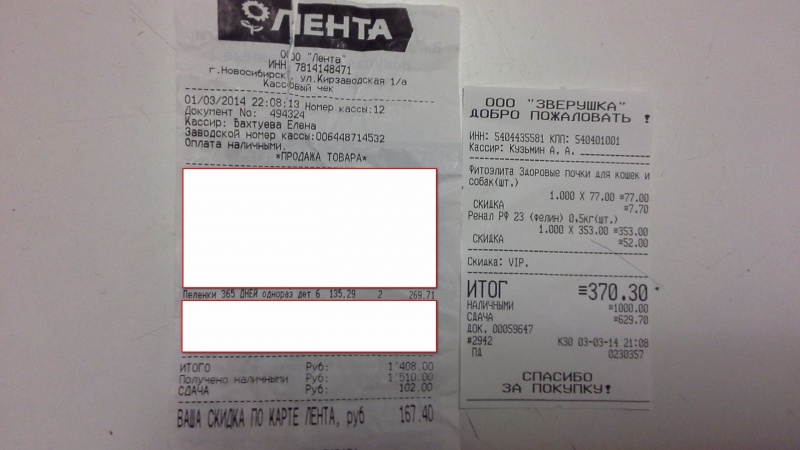 ЛЕНТА
ООО "Лента"
ИНН 7814148471
г.Новосибирск, ул.Кирзаводская 1/а
Кассовый чек
01/03/2014 22:08:13 Номер кассы:12
Документ No: 494324
Кассир: Бахтуева Елена
Заводской номер кассы:006448714532
Оплата наличными.
*ПРОДАЖА ТОВАРА*
Пеленки 365 ДНЕЙ однораз дет 6 135.29 2 269.71
ИТОГО Руб: 1'408.00
Получено наличными Руб: 1'510.00
СДАЧА Руб: 102.00
ВАША СКИДКА ПО КАРТЕ ЛЕНТА, руб 167.40
ООО "ЗВЕРУШКА"
ДОБРО ПОЖАЛОВАТЬ !
ИНН: 5404435581 КПП: 540401001
Кассир: Кузьмин А. А.
Фитоэлита Здоровые почки для кошек и
собак(шт.)
1.000 X 77.00 =77.00
СКИДКА =7.70
Ренал РФ 23 (фелин) 0,5кг(шт.)
1.000 X 353.00 =353.00
СКИДКА =52.00
Скидка: VIP.
ИТОГ =370.30
НАЛИЧНЫМИ =1000.00
СДАЧА =629.70
ДОК. 00059647
#2942 К30 03-03-14 21:08
ПД 0230357
СПАСИБО
ЗА ПОКУПКУ!